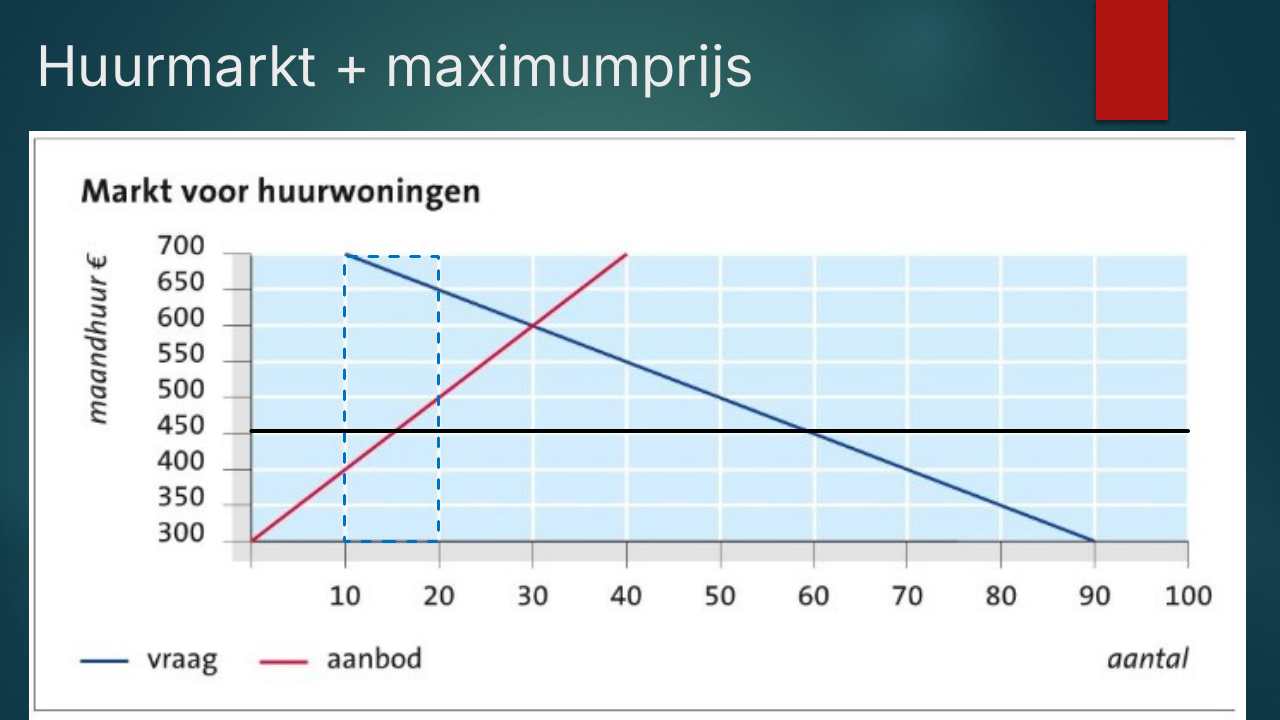 Huurmarkt + maximumprijs
Markt voor huurwoningen
maandhuur €
700
650
600
550
500
450
400
350
300
10 20 30 40 50 60 70 80 90 100
vraag aanbod aantal